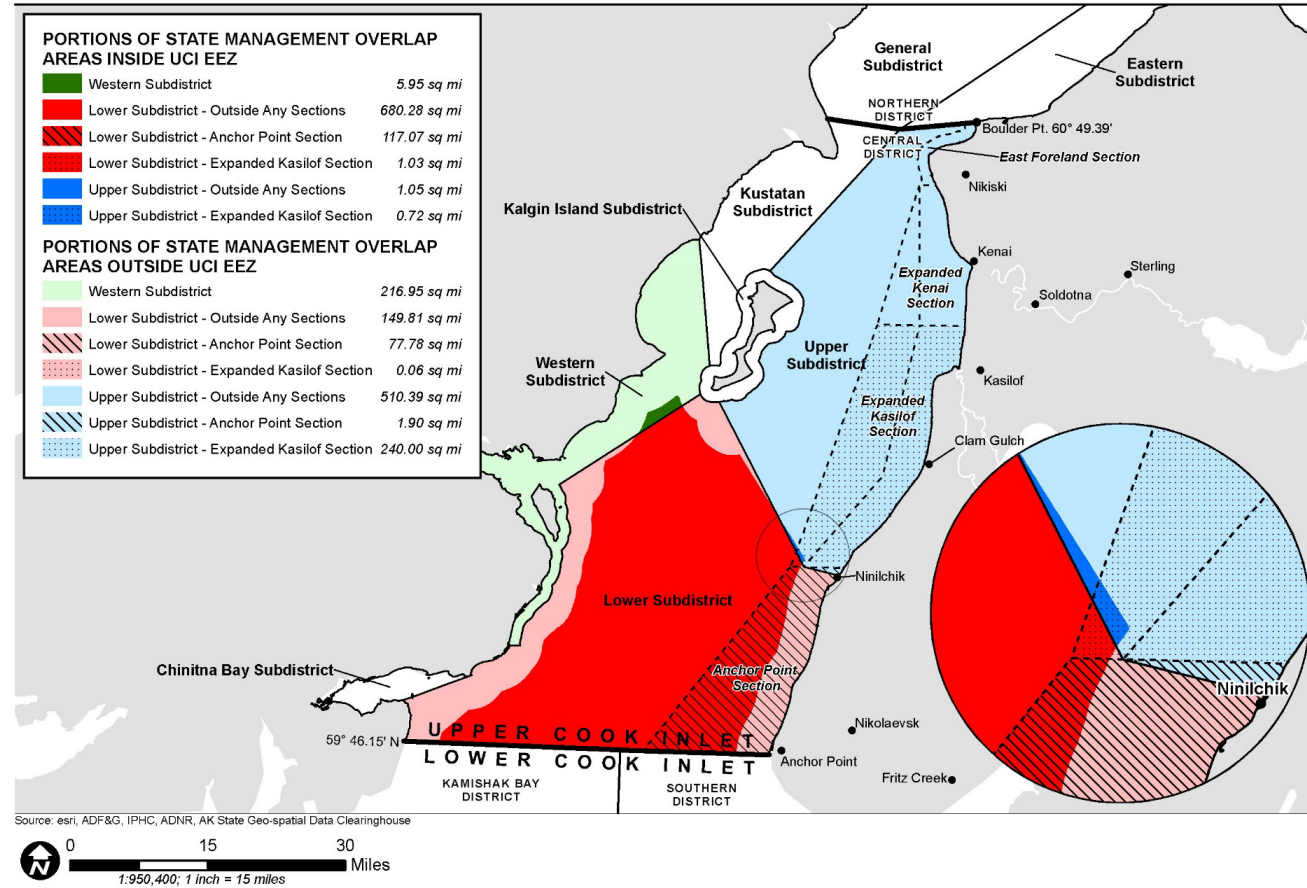 PORTIONS OF STATE MANAGEMENT OVERLAP
AREAS INSIDE UCI EEZ
Western Subdistrict 5.95 sq mi
Lower Subdistrict - Outside Any Sections 680.28 sq mi
Lower Subdistrict - Anchor Point Section 117.07 sq mi
Lower Subdistrict - Expanded Kasilof Section 1.03 sq mi
Upper Subdistrict - Outside Any Sections 1.05 sq mi
Upper Subdistrict - Expanded Kasilof Section 0.72 sq mi
PORTIONS OF STATE MANAGEMENT OVERLAP
AREAS OUTSIDE UCI EEZ
Western Subdistrict 216.95 sq mi
Lower Subdistrict - Outside Any Sections 149.81 sq mi
Lower Subdistrict - Anchor Point Section 77.78 sq mi
Lower Subdistrict - Expanded Kasilof Section 0.06 sq mi
Upper Subdistrict - Outside Any Sections 510.39 sq mi
Upper Subdistrict - Anchor Point Section 1.90 sq mi
Upper Subdistrict - Expanded Kasilof Section 240.00 sq mi
General
Subdistrict
Eastern
Subdistrict
NORTHERN
DISTRICT
CENTRAL
DISTRICT
Boulder Pt. 60° 49.39'
East Foreland Section
Nikiski
Kustatan
Subdistrict
Kalgin Island Subdistrict
Kenai
Sterling
Soldotna
Expanded
Kenai
Section
Upper
Subdistrict
Western
Subdistrict
Kasilof
Expanded
Kasilof
Section
Clam Gulch
Ninilchik
Lower Subdistrict
Chinitna Bay Subdistrict
Anchor Point
Section
Ninilchik
59° 46.15' N
UPPER COOK INLET
LOWER COOK INLET
Nikolaevsk
Anchor Point
Fritz Creek
KAMISHAK BAY
DISTRICT
SOUTHERN
DISTRICT
Source: esri, ADF&G, IPHC, ADNR, AK State Geo-spatial Data Clearinghouse
N
0 15 30
Miles
1:950,400; 1 inch = 15 miles